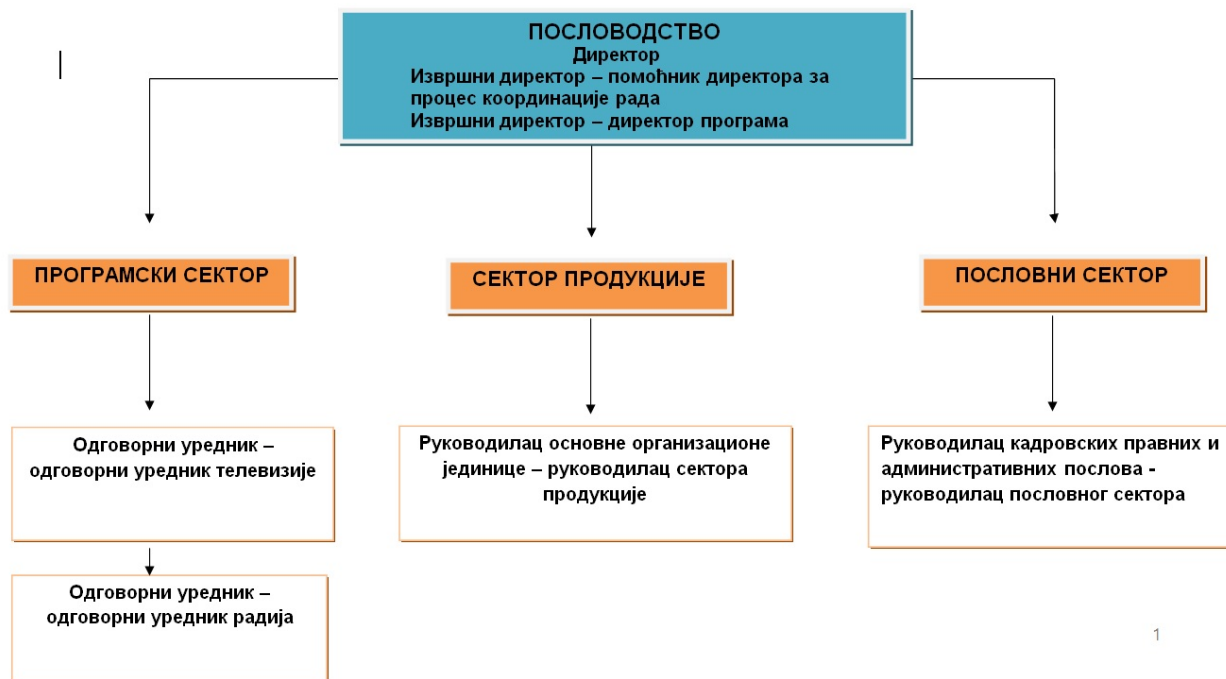 ПОСЛОВОДСТВО
Директор
Извршни директор – помоћник директора за
процес координације рада
Извршни директор – директор програма
ПРОГРАМСКИ СЕКТОР
СЕКТОР ПРОДУКЦИЈЕ
ПОСЛОВНИ СЕКТОР
Одговорни уредник –
одговорни уредник телевизије
Руководилац основне организационе
јединице – руководилац сектора
продукције
Руководилац кадровских правних и
административних послова -
руководилац пословног сектора
Одговорни уредник –
одговорни уредник радија
1